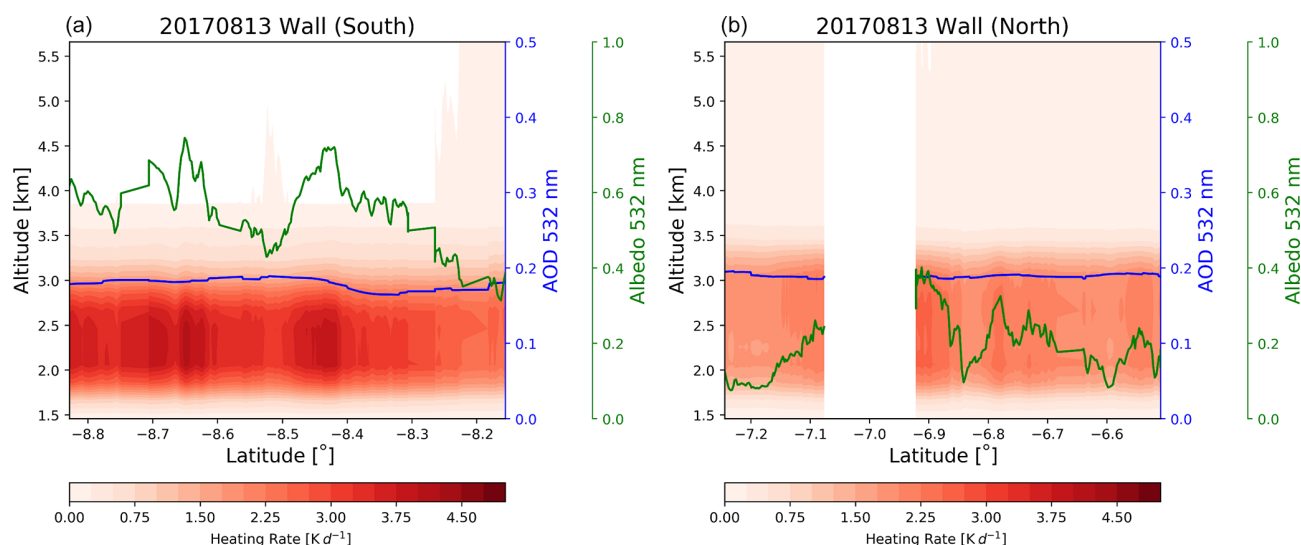 (a) 20170813 Wall (South)
5.5
5.0
4.5
4.0
3.5
3.0
2.5
2.0
1.5
Altitude [km]
−8.8 −8.7 −8.6 −8.5 −8.4 −8.3 −8.2
Latitude [°]
0.5
0.4
0.3
0.2
0.1
0.0
AOD 532 nm
1.0
0.8
0.6
0.4
0.2
0.0
Albedo 532 nm
0.00 0.75 1.50 2.25 3.00 3.75 4.50
Heating Rate [K d⁻¹]
(b) 20170813 Wall (North)
5.5
5.0
4.5
4.0
3.5
3.0
2.5
2.0
1.5
Altitude [km]
−7.2 −7.1 −7.0 −6.9 −6.8 −6.7 −6.6
Latitude [°]
0.5
0.4
0.3
0.2
0.1
0.0
AOD 532 nm
1.0
0.8
0.6
0.4
0.2
0.0
Albedo 532 nm
0.00 0.75 1.50 2.25 3.00 3.75 4.50
Heating Rate [K d⁻¹]